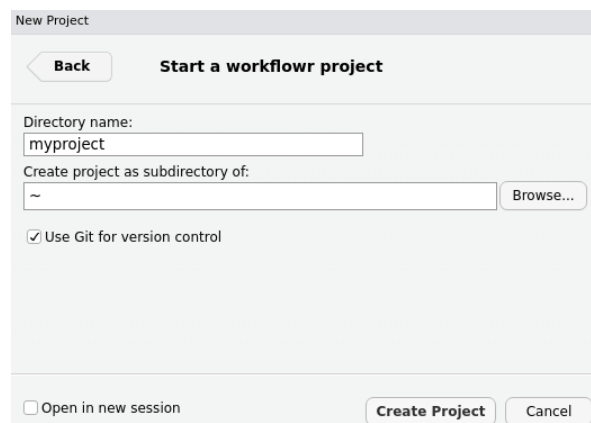 New Project
Back
Start a workflowr project
Directory name:
myproject
Create project as subdirectory of:
~
Browse...
Use Git for version control
Open in new session
Create Project
Cancel